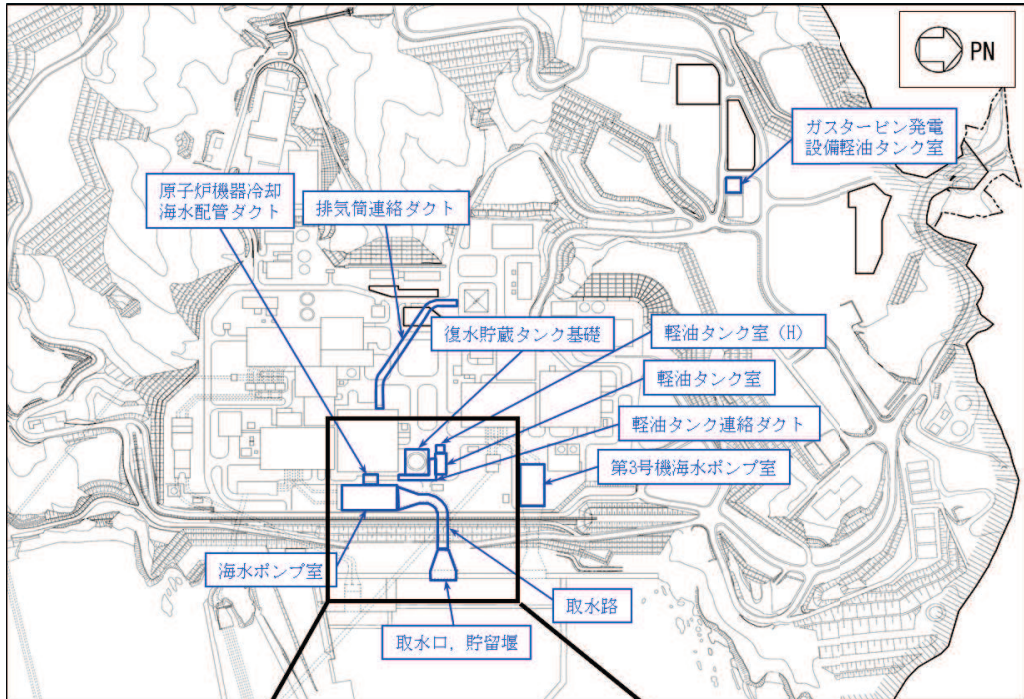 PN
ガスタービン発電
設備軽油タンク室
原子炉機器冷却
海水配管ダクト
排気筒連絡ダクト
復水貯蔵タンク基礎
軽油タンク室 (H)
軽油タンク室
軽油タンク連絡ダクト
第3号機海水ポンプ室
海水ポンプ室
取水路
取水口，貯留堰